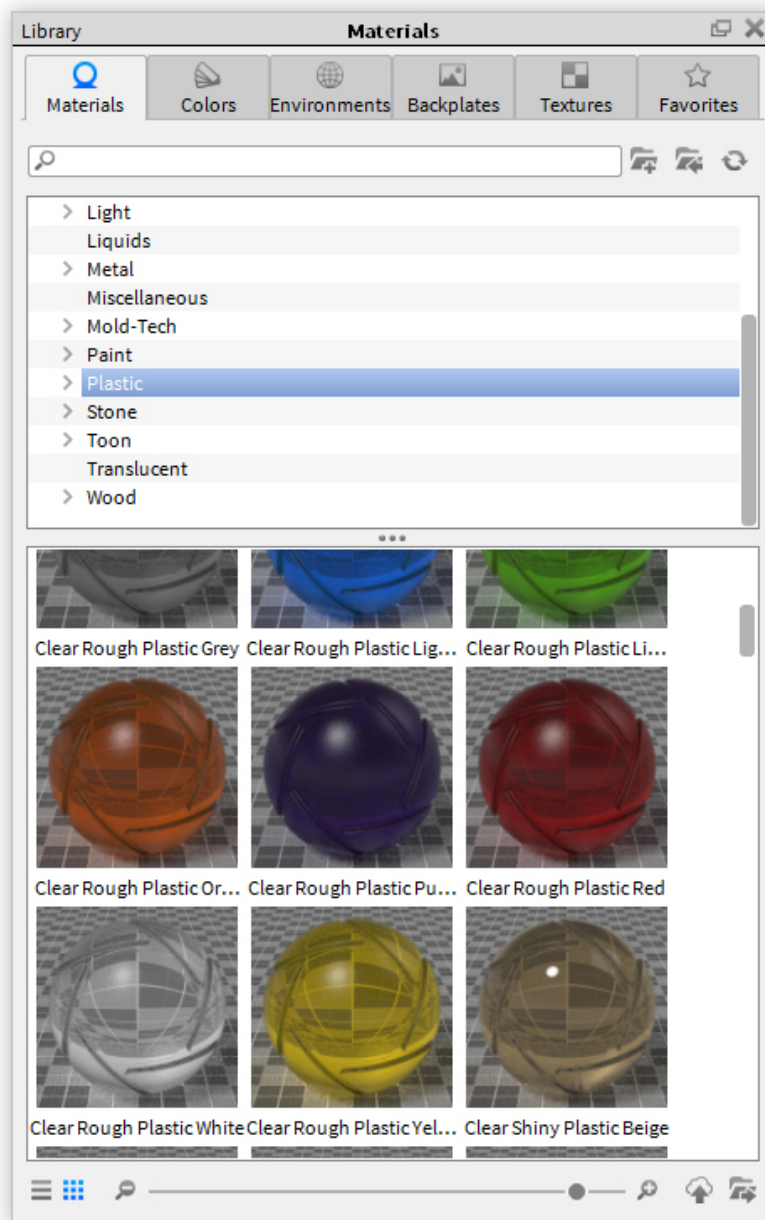 Library Materials
Materials Colors Environments Backplates Textures Favorites
Light
Liquids
Metal
Miscellaneous
Mold-Tech
Paint
Plastic
Stone
Toon
Translucent
Wood
Clear Rough Plastic Grey Clear Rough Plastic Lig... Clear Rough Plastic Li...
Clear Rough Plastic Or... Clear Rough Plastic Pu... Clear Rough Plastic Red
Clear Rough Plastic White Clear Rough Plastic Yel... Clear Shiny Plastic Beige